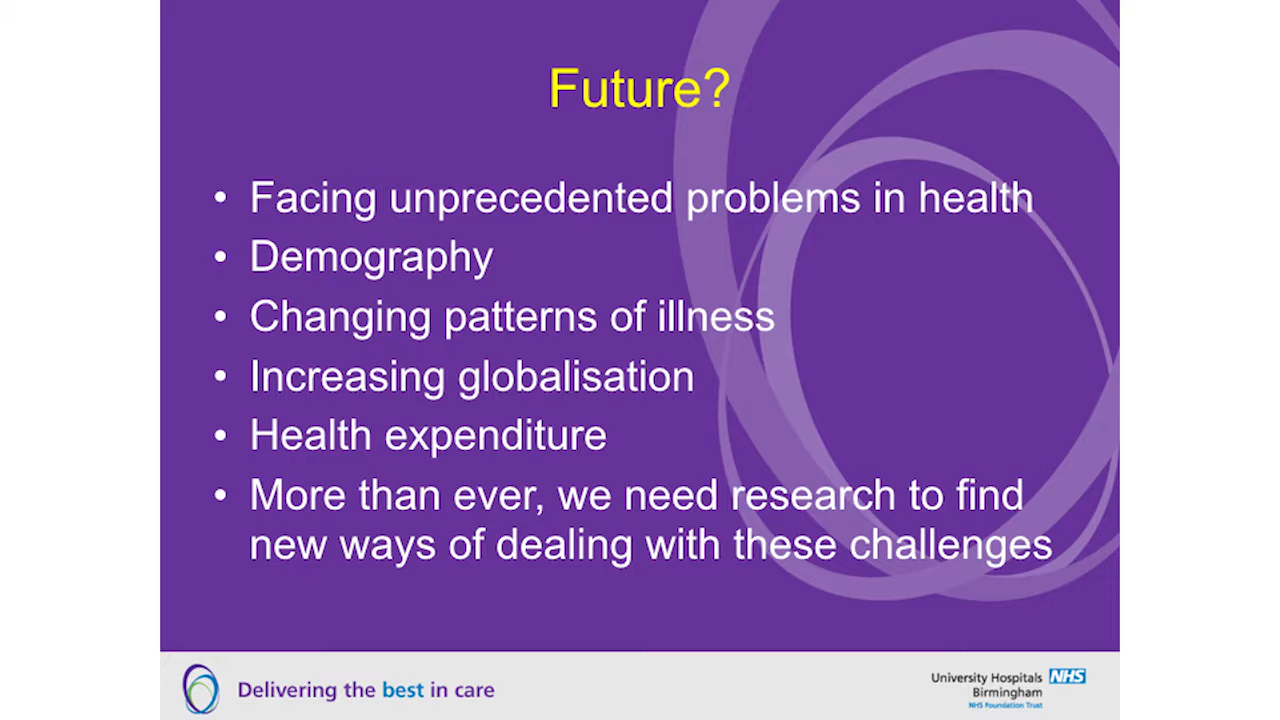 Future?
• Facing unprecedented problems in health
• Demography
• Changing patterns of illness
• Increasing globalisation
• Health expenditure
• More than ever, we need research to find
new ways of dealing with these challenges
Delivering the best in care
University Hospitals NHS
Birmingham
NHS Foundation Trust